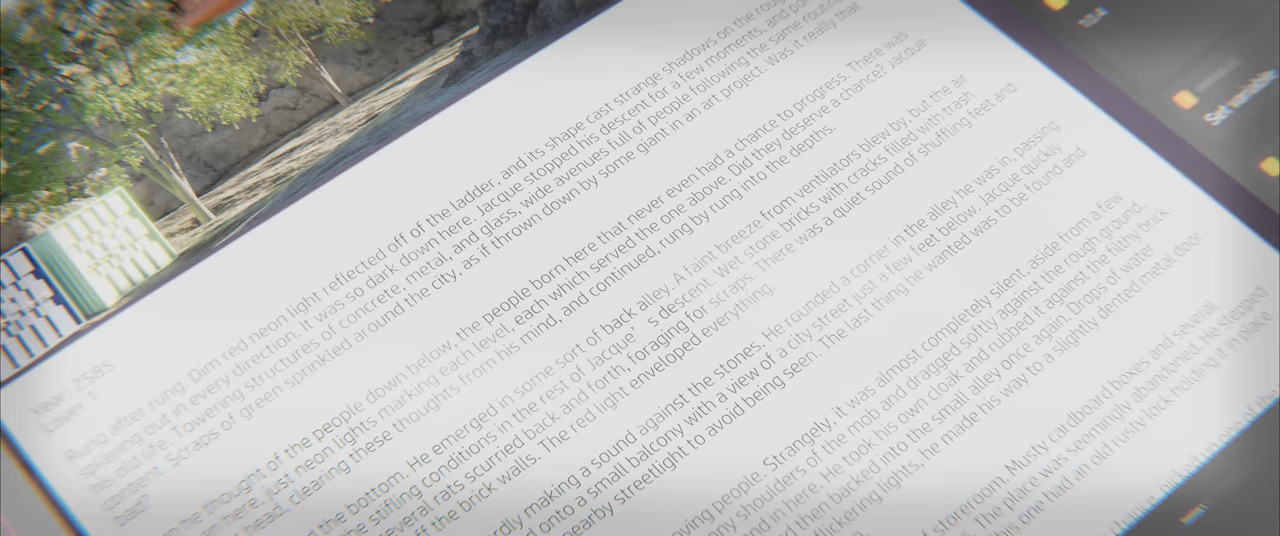 Year: 2585
Layer 1
Rung after rung. Dim red neon light reflected off of the ladder, and its shape cast strange shadows on the
out in every direction. It was so dark down here. Jacque stopped his descent for a few moments, and
his old life. Towering structures of concrete, metal, and glass, wide avenues full of people following the same routine
content. Scraps of green sprinkled around the city, as if thrown down by some giant in an art project. Was it really that
bad?
he thought of the people down below, the people born here that never even had a chance to progress. There was
here, just neon lights marking each level, each which served the one above. Did they deserve a chance? Jacque
head, clearing these thoughts from his mind, and continued, rung by rung into the depths.
the bottom. He emerged in some sort of back alley. A faint breeze from ventilators blew by, but the air
the stifling conditions in the rest of Jacque’ s descent. Wet stone bricks with cracks filled with trash
several rats scurried back and forth, foraging for scraps. There was a quiet sound of shuffling feet and
off the brick walls. The red light enveloped everything.
rdly making a sound against the stones. He rounded a corner in the alley he was in, passing
d onto a small balcony with a view of a city street just a few feet below. Jacque quickly
nearby streetlight to avoid being seen. The last thing he wanted was to be found and
oving people. Strangely, it was almost completely silent, aside from a few
ny shoulders of the mob and dragged softly against the rough ground,
nd in here. He took his own cloak and rubbed it against the filthy brick
d then backed into the small alley once again. Drops of water
flickering lights, he made his way to a slightly dented metal door
storeroom. Musty cardboard boxes and several
. The place was seemingly abandoned. He stepped
this one had an old rusty lock holding it in place
Set variable